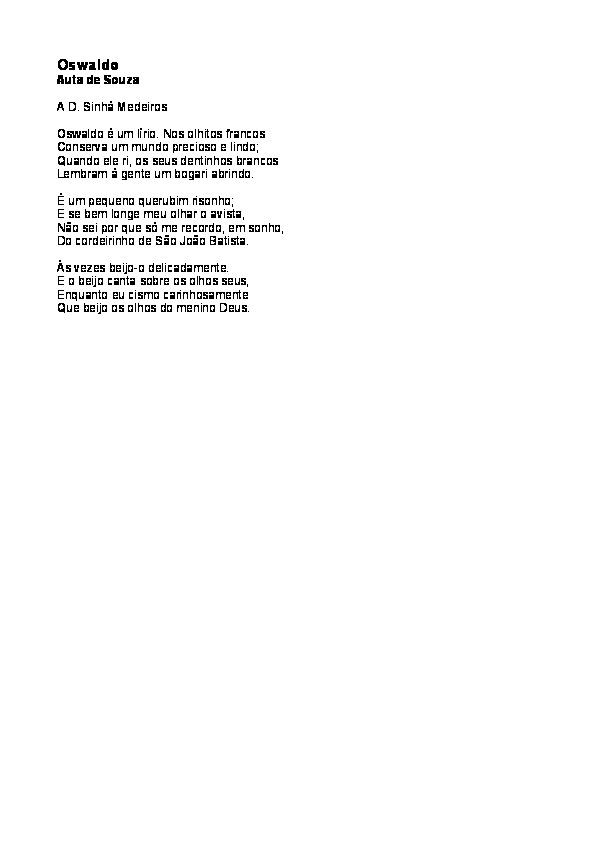 Oswaldo
Auta de Souza
A D. Sinhá Medeiros
Oswaldo é um lírio. Nos olhitos francos
Conserva um mundo precioso e lindo;
Quando ele ri, os seus dentinhos brancos
Lembram à gente um bogari abrindo.
É um pequeno querubim risonho;
E se bem longe meu olhar o avista,
Não sei por que só me recordo, em sonho,
Do cordeirinho de São João Batista.
Às vezes beijo-o delicadamente.
E o beijo canta sobre os olhos seus,
Enquanto eu cismo carinhosamente
Que beijo os olhos do menino Deus.